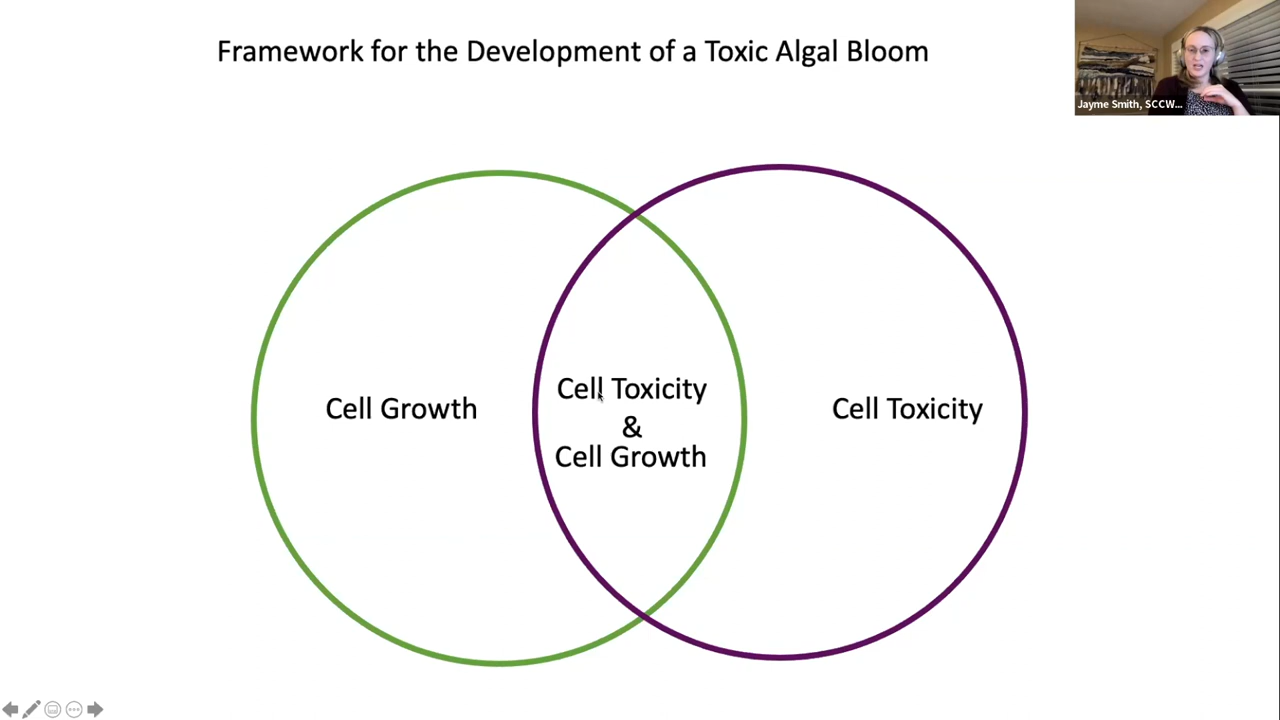 Framework for the Development of a Toxic Algal Bloom
Jayme Smith, SCCW...
Cell Growth
Cell Toxicity
&
Cell Growth
Cell Toxicity